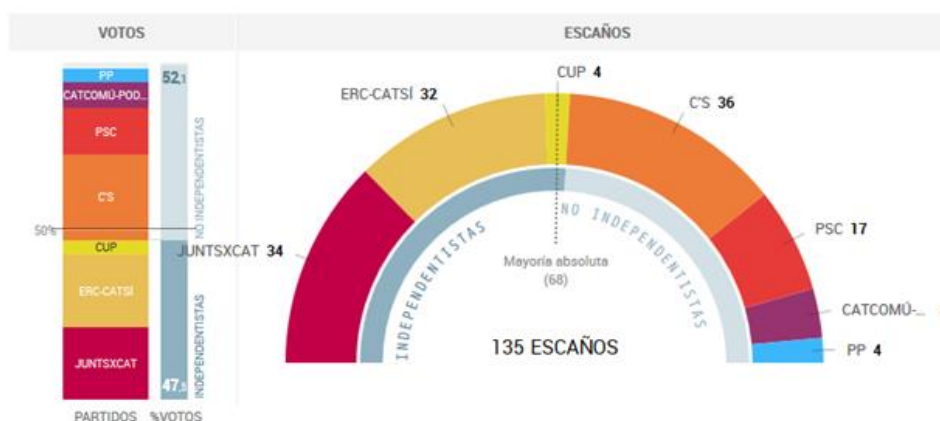 VOTOS
ESCAÑOS
PP
CATCOMÚ-POD...
PSC
C'S
50%
CUP
ERC-CATSÍ
JUNTSXCAT
52,1
NO INDEPENDENTISTAS
INDEPENDENTISTAS
47,5
PARTIDOS %VOTOS
CUP 4
ERC-CATSÍ 32
C'S 36
JUNTSXCAT 34
PSC 17
CATCOMÚ-...
PP 4
INDEPENDENTISTAS
NO INDEPENDENTISTAS
Mayoría absoluta
(68)
135 ESCAÑOS